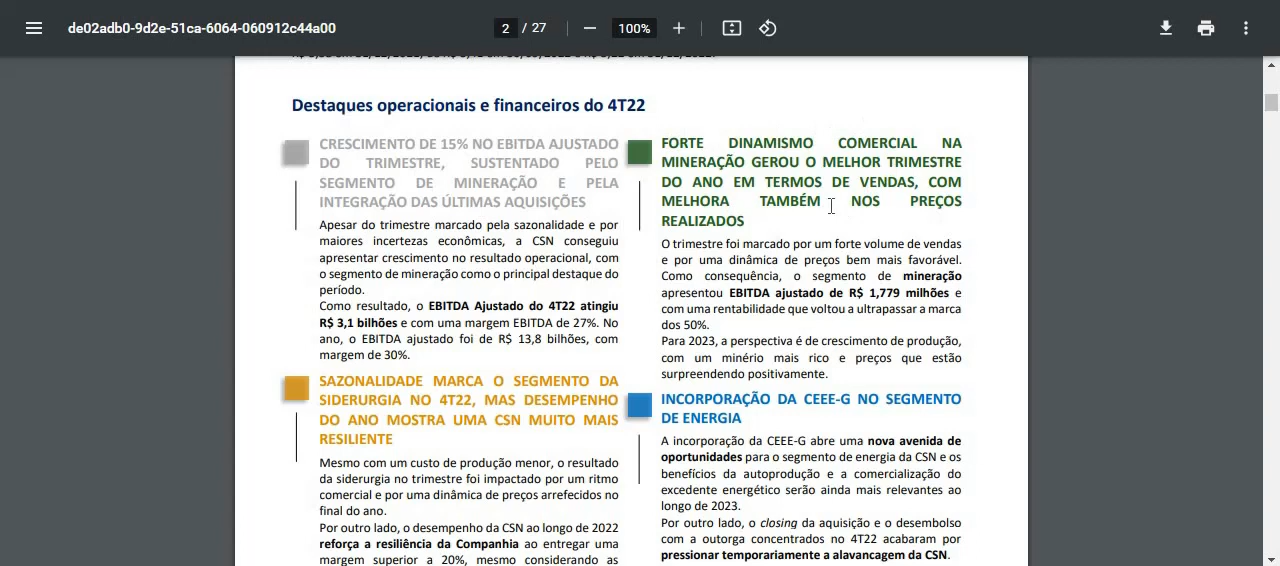 de02adb0-9d2e-51ca-6064-060912c44a00
2 / 27
100%
Destaques operacionais e financeiros do 4T22
CRESCIMENTO DE 15% NO EBITDA AJUSTADO
DO TRIMESTRE, SUSTENTADO PELO
SEGMENTO DE MINERAÇÃO E PELA
INTEGRAÇÃO DAS ÚLTIMAS AQUISIÇÕES
Apesar do trimestre marcado pela sazonalidade e por
maiores incertezas econômicas, a CSN conseguiu
apresentar crescimento no resultado operacional, com
o segmento de mineração como o principal destaque do
período.
Como resultado, o EBITDA Ajustado do 4T22 atingiu
R$ 3,1 bilhões e com uma margem EBITDA de 27%. No
ano, o EBITDA ajustado foi de R$ 13,8 bilhões, com
margem de 30%.
SAZONALIDADE MARCA O SEGMENTO DA
SIDERURGIA NO 4T22, MAS DESEMPENHO
DO ANO MOSTRA UMA CSN MUITO MAIS
RESILIENTE
Mesmo com um custo de produção menor, o resultado
da siderurgia no trimestre foi impactado por um ritmo
comercial e por uma dinâmica de preços arrefecidos no
final do ano.
Por outro lado, o desempenho da CSN ao longo de 2022
reforça a resiliência da Companhia ao entregar uma
margem superior a 20%, mesmo considerando as
FORTE DINAMISMO COMERCIAL NA
MINERAÇÃO GEROU O MELHOR TRIMESTRE
DO ANO EM TERMOS DE VENDAS, COM
MELHORA TAMBÉM NOS PREÇOS
REALIZADOS
O trimestre foi marcado por um forte volume de vendas
e por uma dinâmica de preços bem mais favorável.
Como consequência, o segmento de mineração
apresentou EBITDA ajustado de R$ 1,779 milhões e
com uma rentabilidade que voltou a ultrapassar a marca
dos 50%.
Para 2023, a perspectiva é de crescimento de produção,
com um minério mais rico e preços que estão
surpreendendo positivamente.
INCORPORAÇÃO DA CEEE-G NO SEGMENTO
DE ENERGIA
A incorporação da CEEE-G abre uma nova avenida de
oportunidades para o segmento de energia da CSN e os
benefícios da autoprodução e a comercialização do
excedente energético serão ainda mais relevantes ao
longo de 2023.
Por outro lado, o closing da aquisição e o desembolso
com a outorga concentrados no 4T22 acabaram por
pressionar temporariamente a alavancagem da CSN.